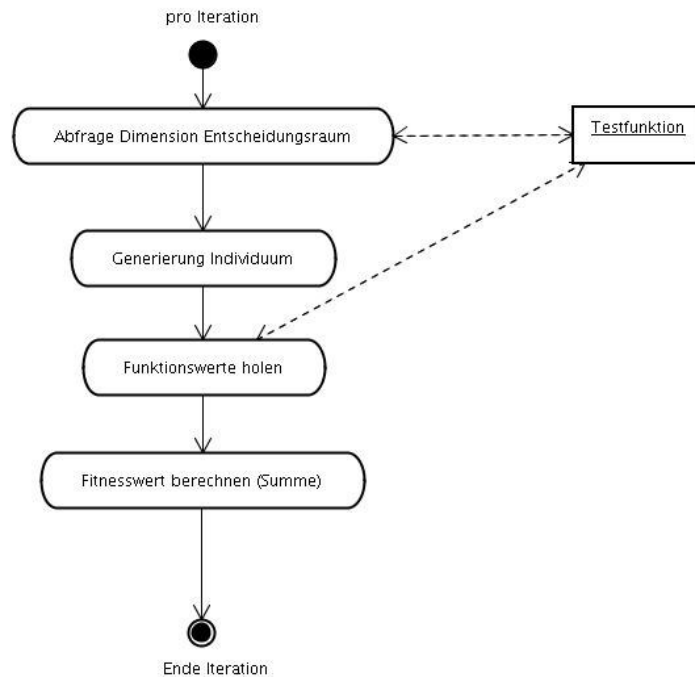 pro Iteration
Abfrage Dimension Entscheidungsraum
Testfunktion
Generierung Individuum
Funktionswerte holen
Fitnesswert berechnen (Summe)
Ende Iteration